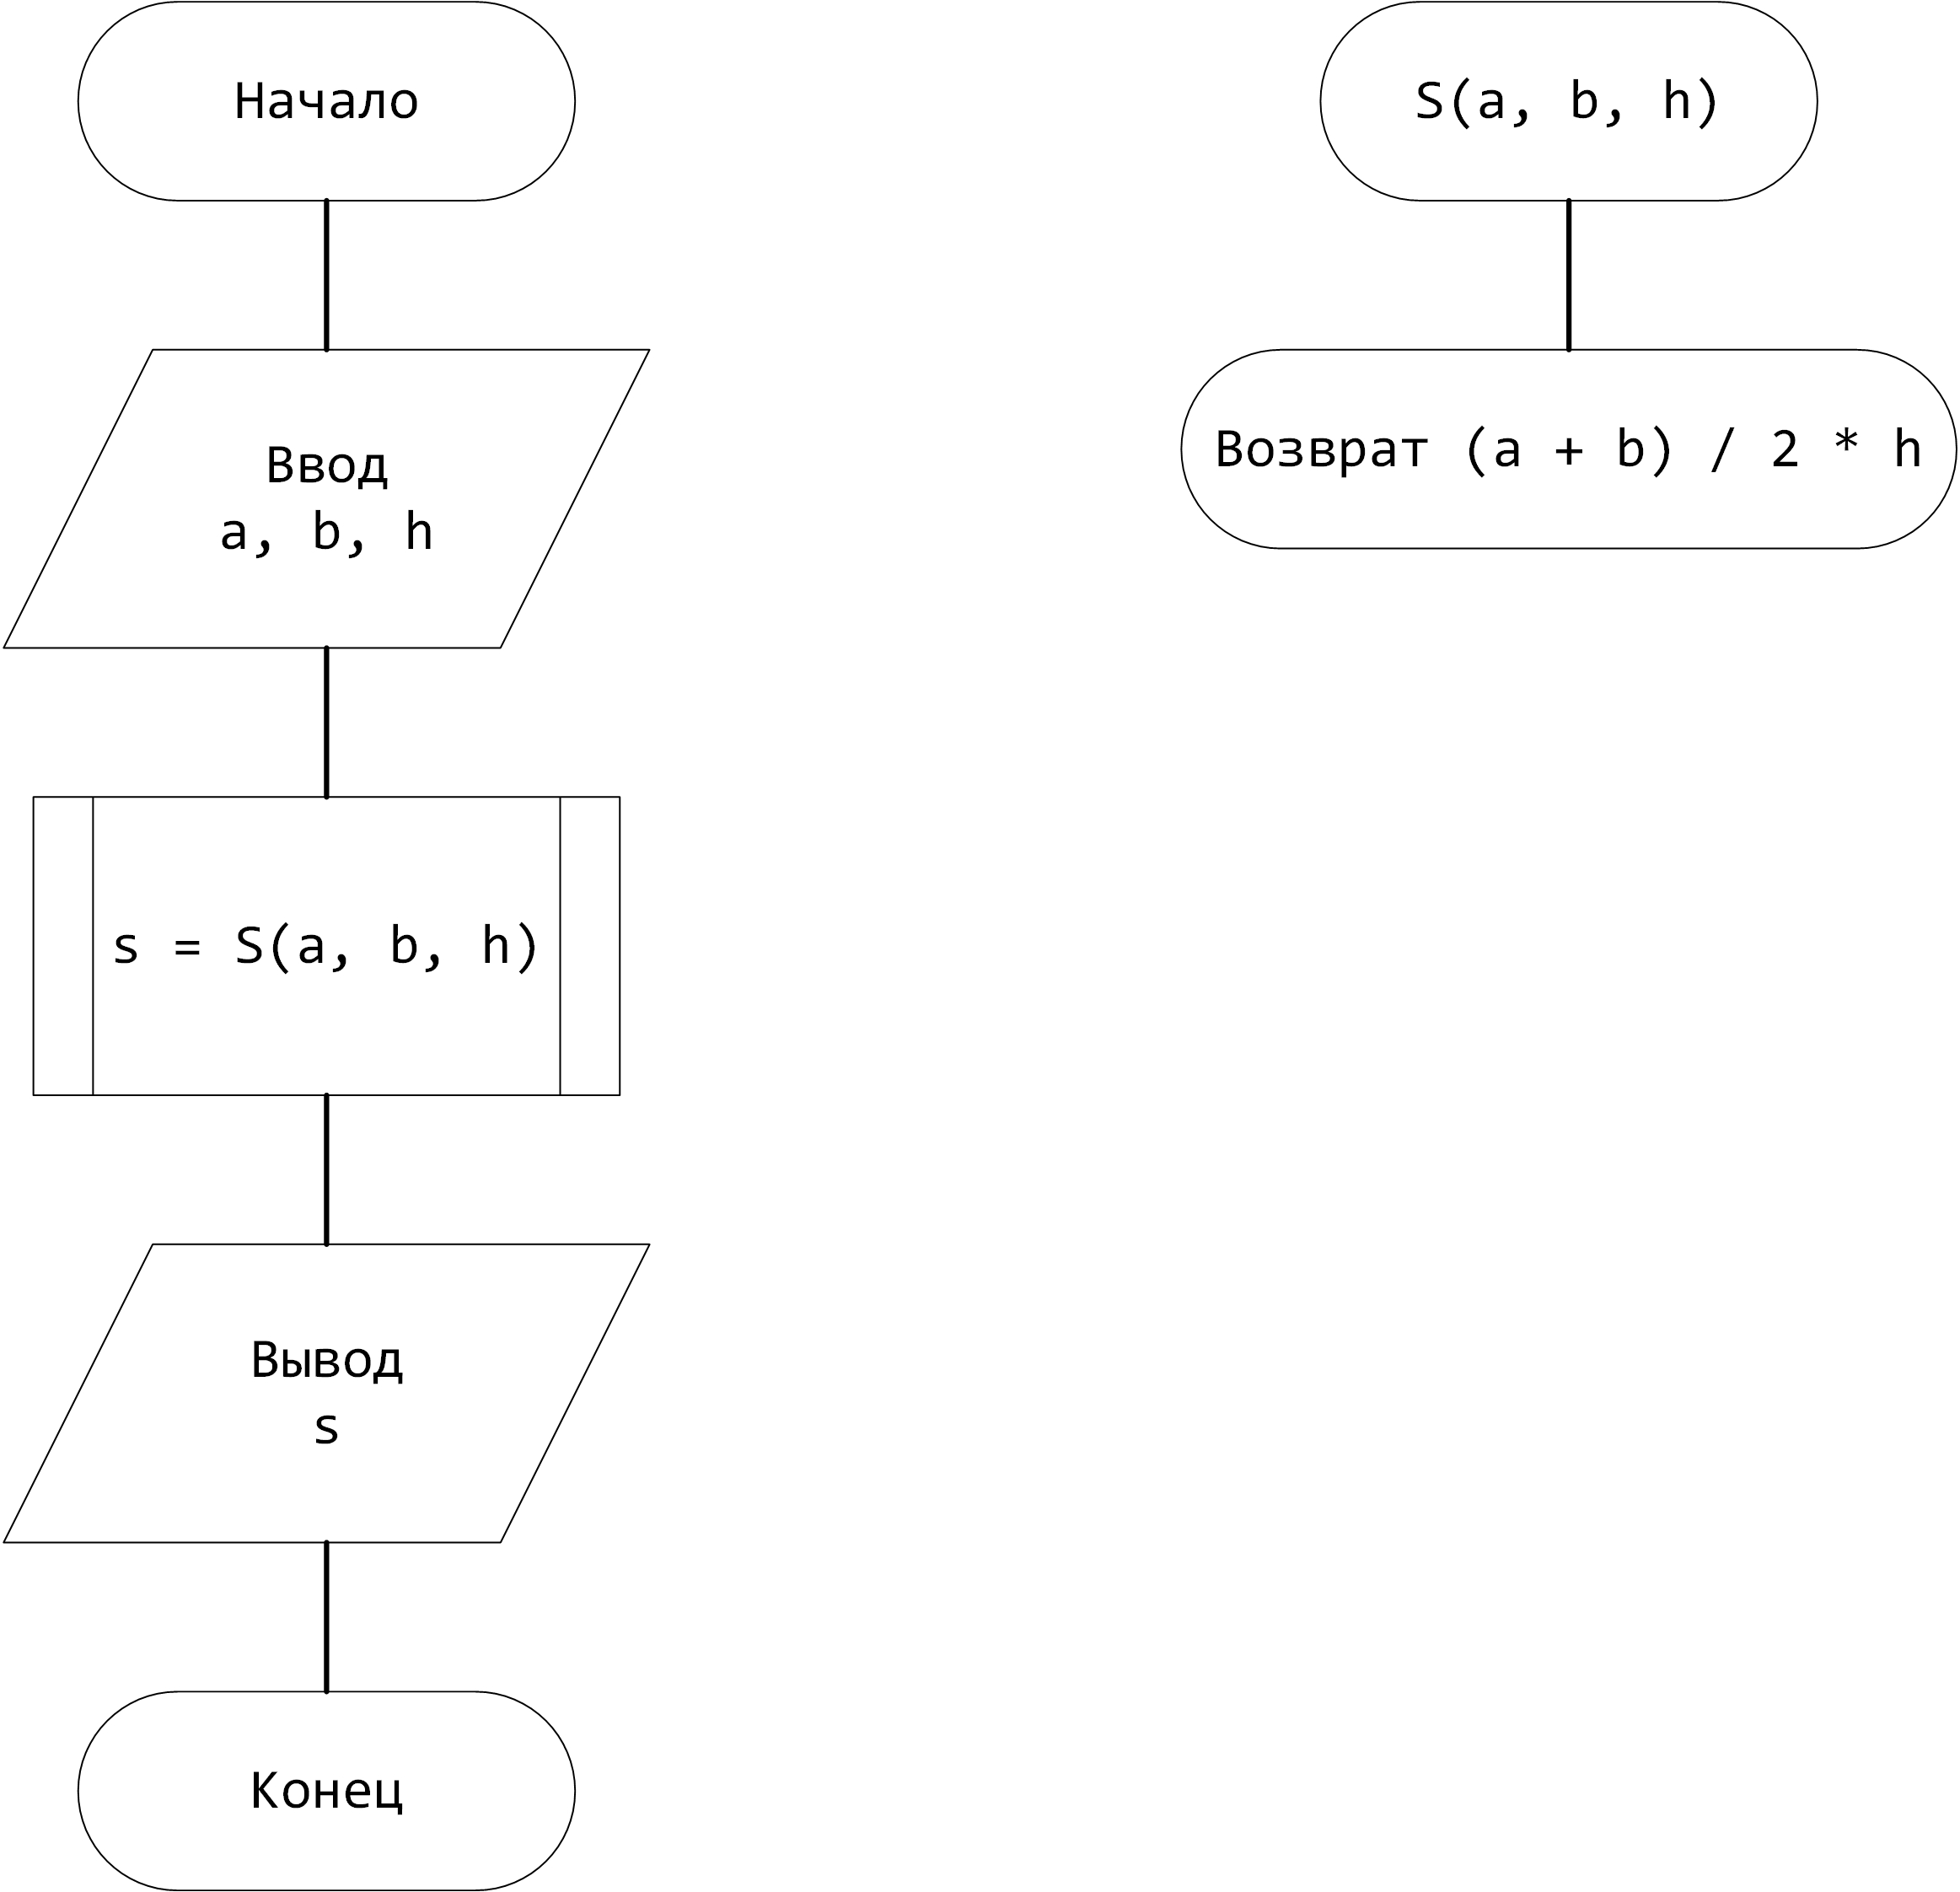 Начало
Ввод
a, b, h
s = S(a, b, h)
Вывод
s
Конец
S(a, b, h)
Возврат (a + b) / 2 * h